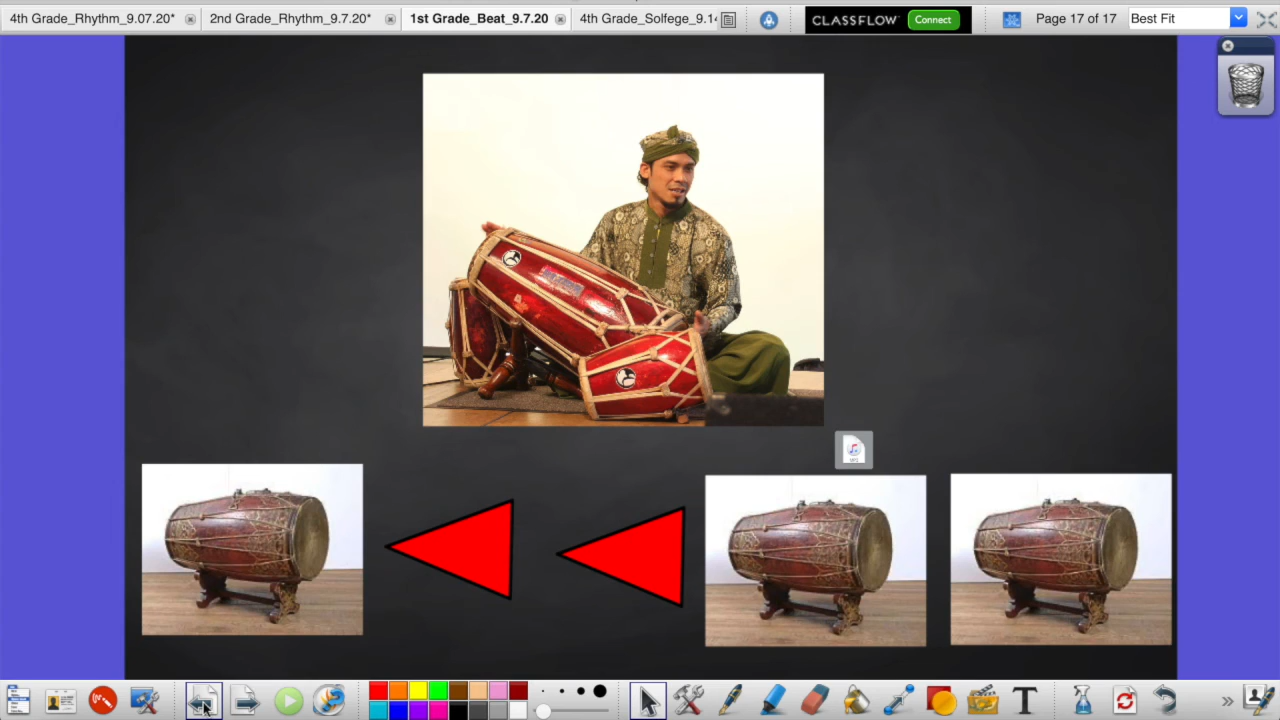 4th Grade_Rhythm_9.07.20*
2nd Grade_Rhythm_9.7.20*
1st Grade_Beat_9.7.20
4th Grade_Solfege_9.1
CLASSFLOW Connect
Page 17 of 17
Best Fit
MP3
T
»